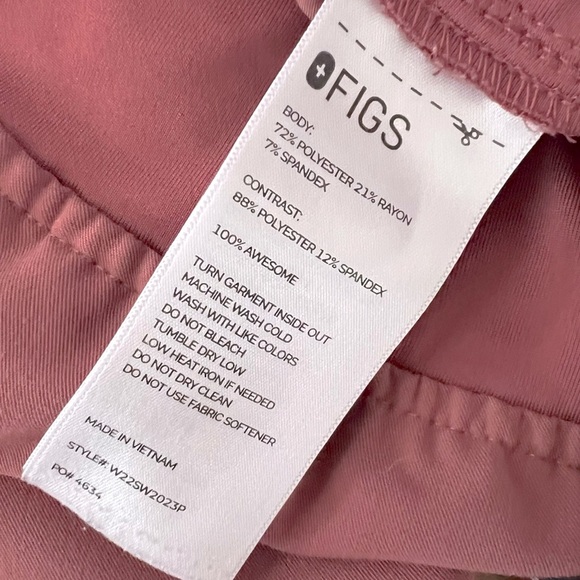 FIGS
BODY:
72% POLYESTER 21% RAYON
7% SPANDEX
CONTRAST:
88% POLYESTER 12% SPANDEX
100% AWESOME
TURN GARMENT INSIDE OUT
MACHINE WASH COLD
WASH WITH LIKE COLORS
DO NOT BLEACH
TUMBLE DRY LOW
LOW HEAT IRON IF NEEDED
DO NOT DRY CLEAN
DO NOT USE FABRIC SOFTENER
MADE IN VIETNAM
STYLE#: W22SW2023P
PO# 4634